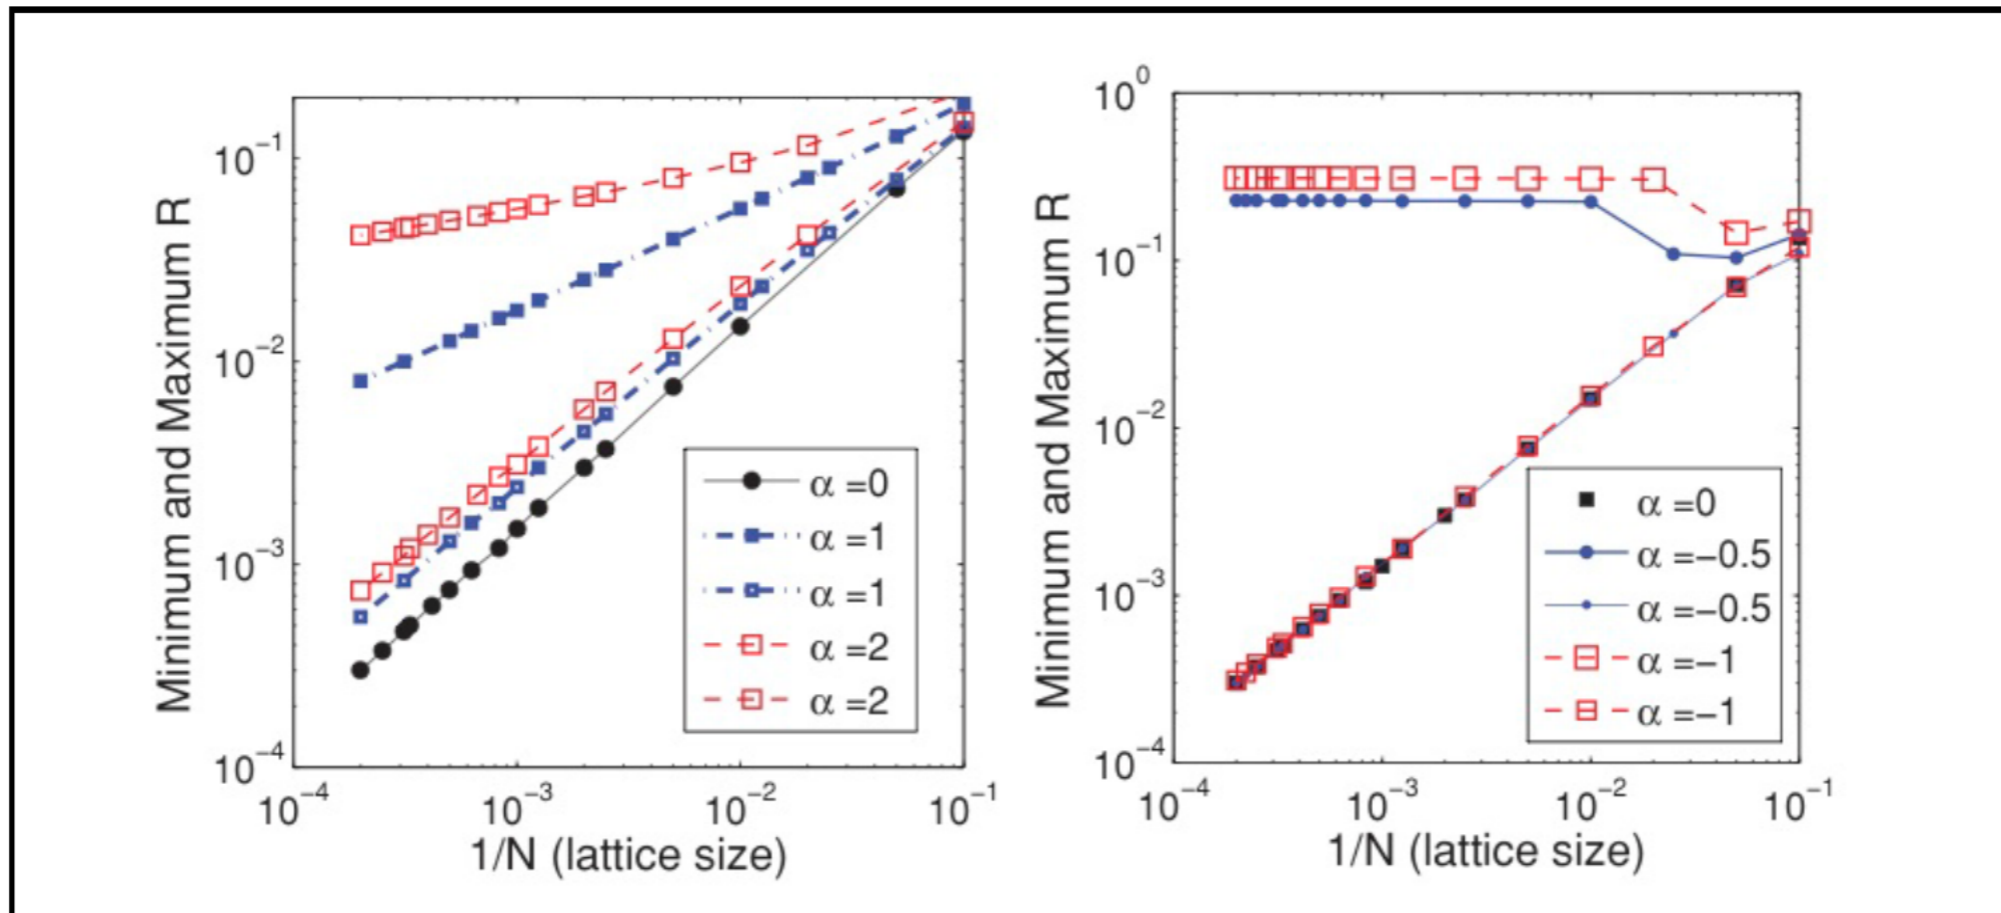 Minimum and Maximum R
10⁻¹
10⁻²
10⁻³
10⁻⁴
α =0
α =1
α =1
α =2
α =2
10⁻⁴ 10⁻³ 10⁻² 10⁻¹
1/N (lattice size)
Minimum and Maximum R
10⁰
10⁻¹
10⁻²
10⁻³
10⁻⁴
α =0
α =−0.5
α =−0.5
α =−1
α =−1
10⁻⁴ 10⁻³ 10⁻² 10⁻¹
1/N (lattice size)